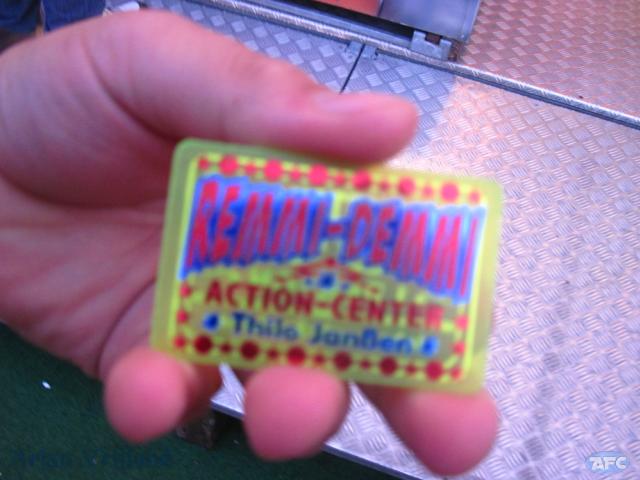 REMMI-DEMMI
ACTION-CENTER
Thilo Janßen
AFC